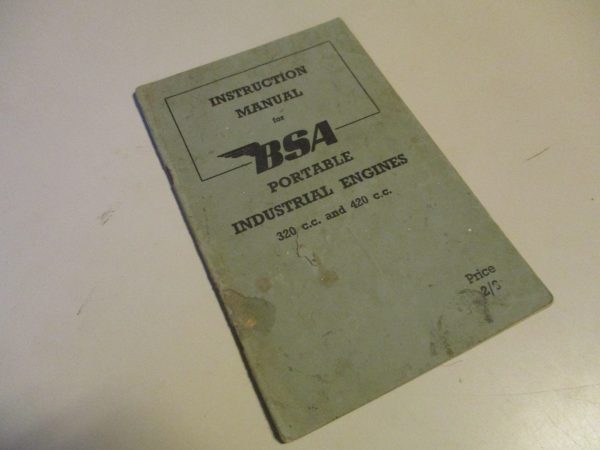 INSTRUCTION
MANUAL
for
BSA
PORTABLE
INDUSTRIAL ENGINES
320 c.c. and 420 c.c.
Price